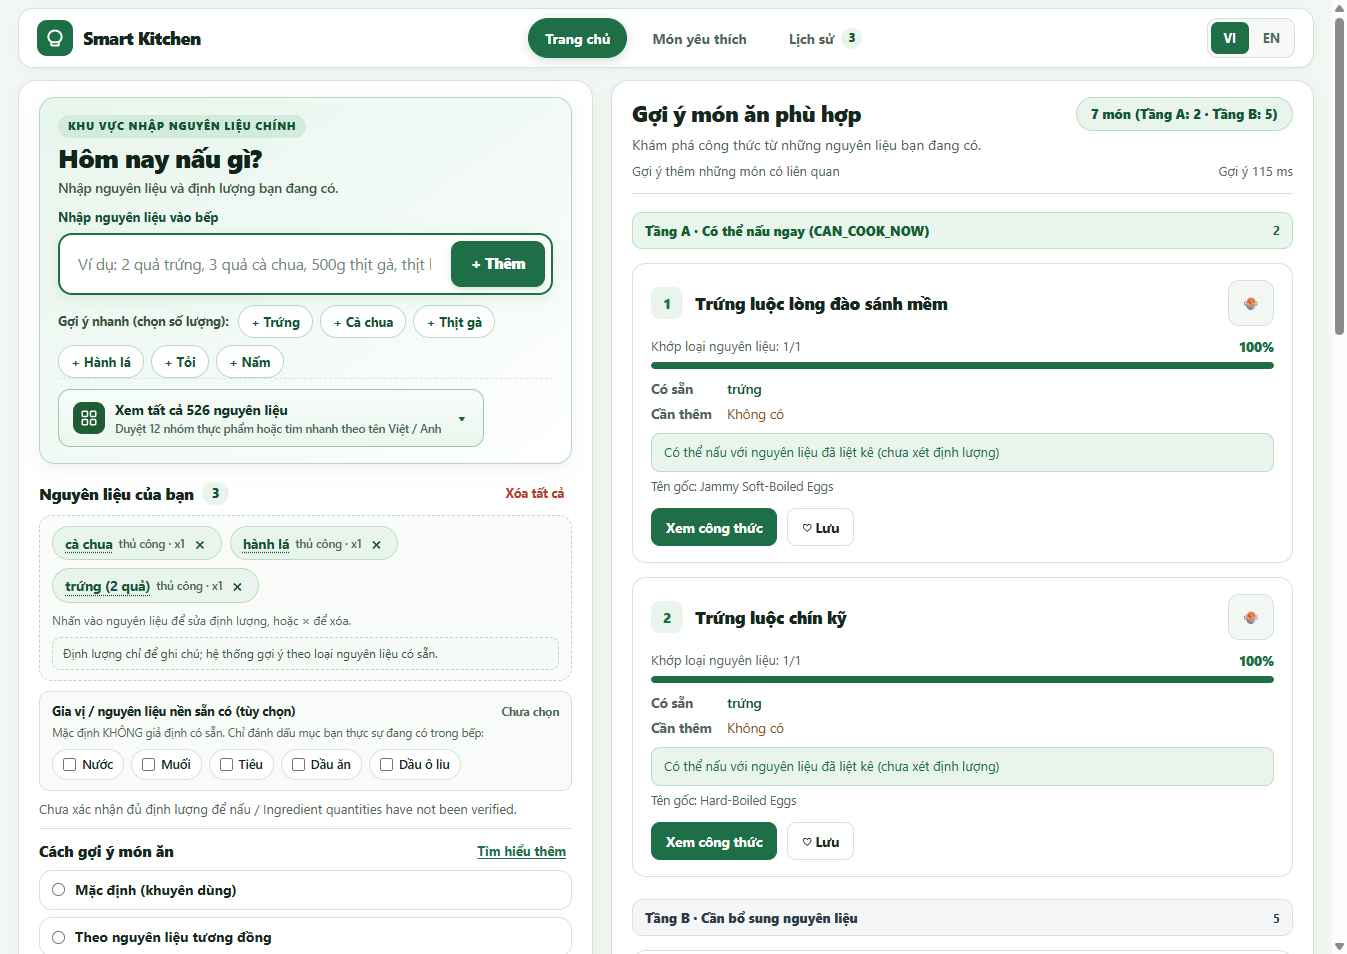 Smart Kitchen
Trang chủ
Món yêu thích
Lịch sử 3
VI
EN
KHU VỰC NHẬP NGUYÊN LIỆU CHÍNH
Hôm nay nấu gì?
Nhập nguyên liệu và định lượng bạn đang có.
Nhập nguyên liệu vào bếp
Ví dụ: 2 quả trứng, 3 quả cà chua, 500g thịt gà, thịt
+ Thêm
Gợi ý nhanh (chọn số lượng):
+ Trứng
+ Cà chua
+ Thịt gà
+ Hành lá
+ Tỏi
+ Nấm
Xem tất cả 526 nguyên liệu
Duyệt 12 nhóm thực phẩm hoặc tìm nhanh theo tên Việt / Anh
Nguyên liệu của bạn 3
Xóa tất cả
cà chua thủ công · x1 ×
hành lá thủ công · x1 ×
trứng (2 quả) thủ công · x1 ×
Nhấn vào nguyên liệu để sửa định lượng, hoặc × để xóa.
Định lượng chỉ để ghi chú; hệ thống gợi ý theo loại nguyên liệu có sẵn.
Gia vị / nguyên liệu nền sẵn có (tùy chọn)
Chưa chọn
Mặc định KHÔNG giả định có sẵn. Chỉ đánh dấu mục bạn thực sự đang có trong bếp:
Nước
Muối
Tiêu
Dầu ăn
Dầu ô liu
Chưa xác nhận đủ định lượng để nấu / Ingredient quantities have not been verified.
Cách gợi ý món ăn
Tìm hiểu thêm
Mặc định (khuyên dùng)
Theo nguyên liệu tương đồng
Gợi ý món ăn phù hợp
7 món (Tầng A: 2 · Tầng B: 5)
Khám phá công thức từ những nguyên liệu bạn đang có.
Gợi ý thêm những món có liên quan
Gợi ý 115 ms
Tầng A · Có thể nấu ngay (CAN_COOK_NOW)
2
1
Trứng luộc lòng đào sánh mềm
Khớp loại nguyên liệu: 1/1
100%
Có sẵn trứng
Cần thêm Không có
Có thể nấu với nguyên liệu đã liệt kê (chưa xét định lượng)
Tên gốc: Jammy Soft-Boiled Eggs
Xem công thức
♡ Lưu
2
Trứng luộc chín kỹ
Khớp loại nguyên liệu: 1/1
100%
Có sẵn trứng
Cần thêm Không có
Có thể nấu với nguyên liệu đã liệt kê (chưa xét định lượng)
Tên gốc: Hard-Boiled Eggs
Xem công thức
♡ Lưu
Tầng B · Cần bổ sung nguyên liệu
5